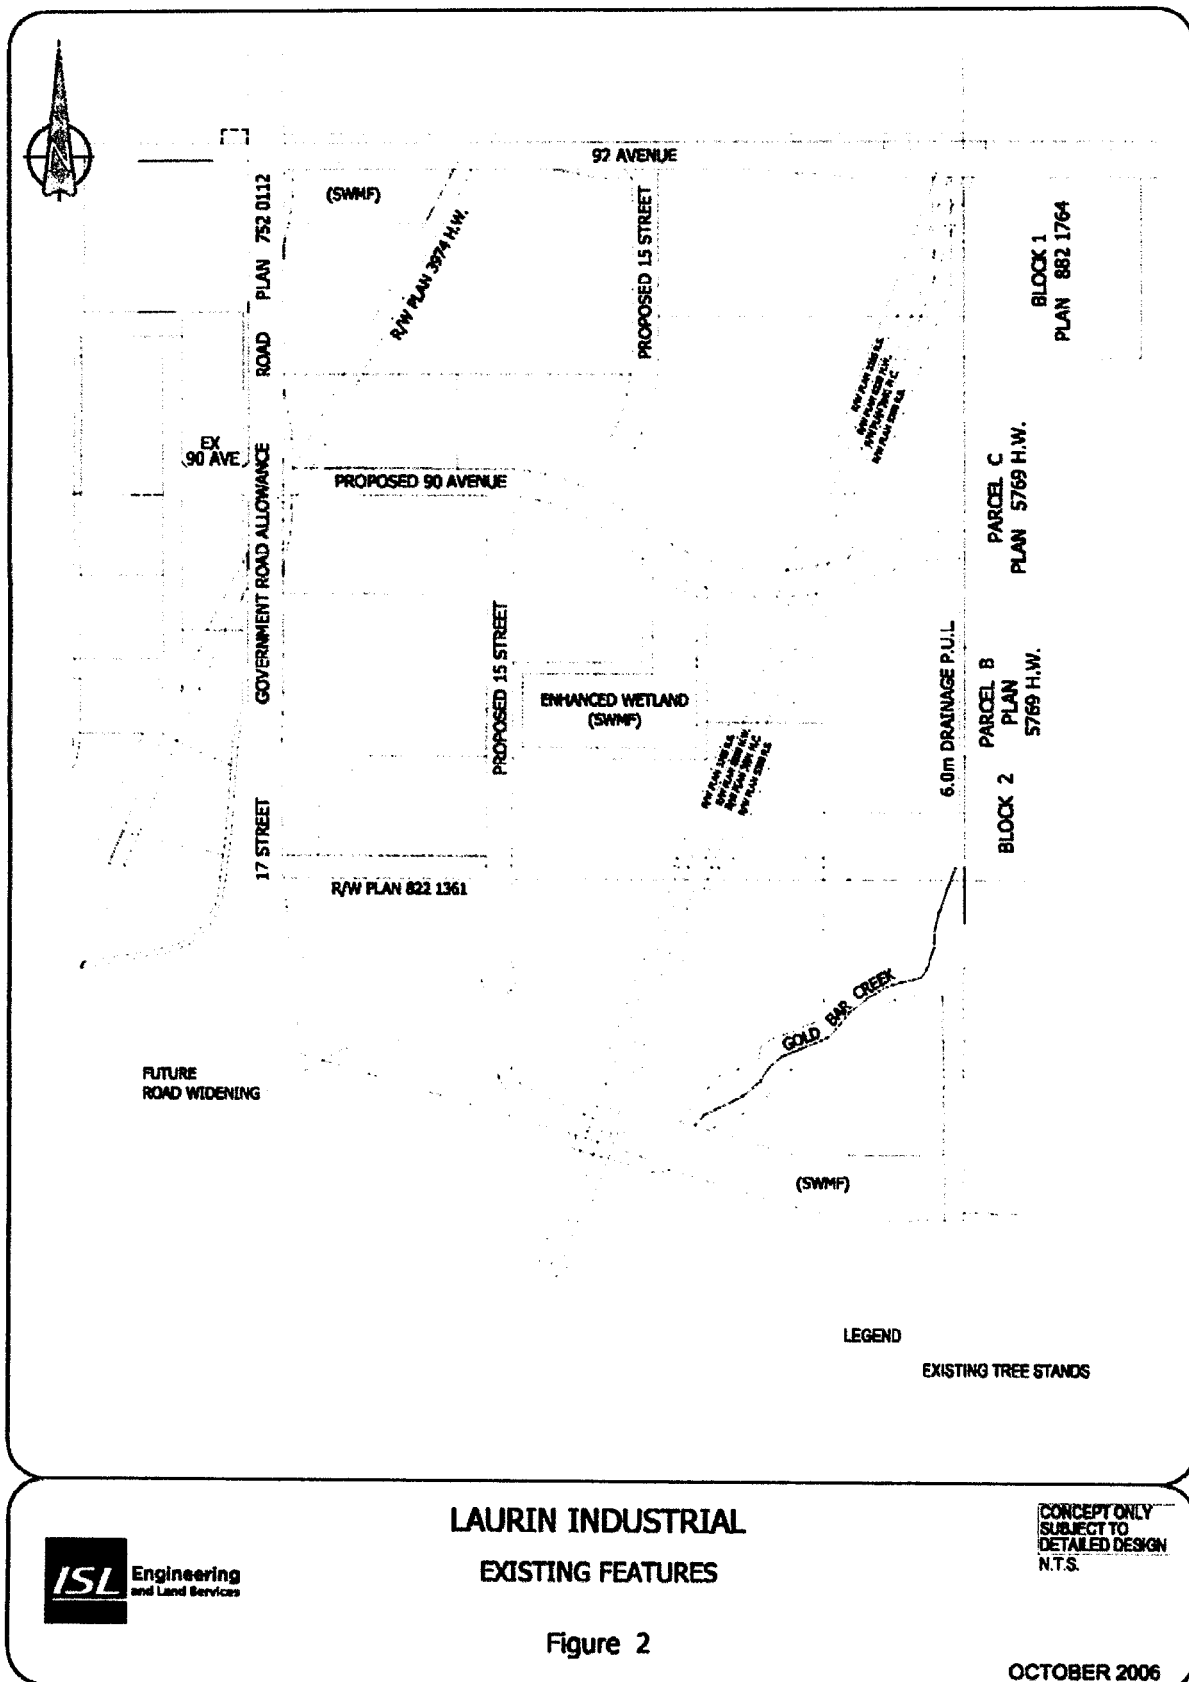 N
92 AVENUE
(SWMF)
ROAD PLAN 752 0112
R/W PLAN 3974 H.W.
PROPOSED 15 STREET
BLOCK 1
PLAN 882 1764
EX
90 AVE
GOVERNMENT ROAD ALLOWANCE
PROPOSED 90 AVENUE
PARCEL C
PLAN 5769 H.W.
PROPOSED 15 STREET
ENHANCED WETLAND
(SWMF)
6.0m DRAINAGE P.U.L.
PARCEL B
PLAN
5769 H.W.
BLOCK 2
17 STREET
R/W PLAN 822 1361
GOLD BAR CREEK
FUTURE
ROAD WIDENING
(SWMF)
LEGEND
EXISTING TREE STANDS
LAURIN INDUSTRIAL
EXISTING FEATURES
Figure 2
ISL Engineering
and Land Services
CONCEPT ONLY
SUBJECT TO
DETAILED DESIGN
N.T.S.
OCTOBER 2006